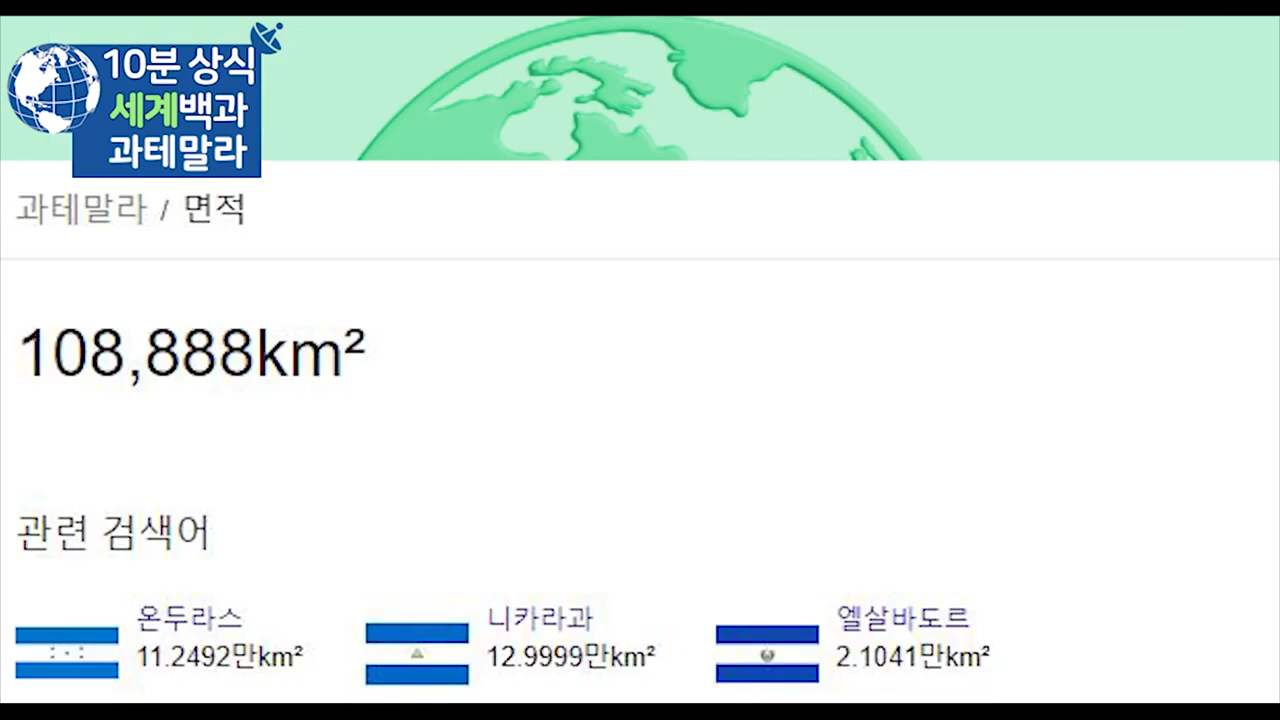 10분 상식
세계백과
과테말라
과테말라 / 면적
108,888km²
관련 검색어
온두라스
11.2492만km²
니카라과
12.9999만km²
엘살바도르
2.1041만km²